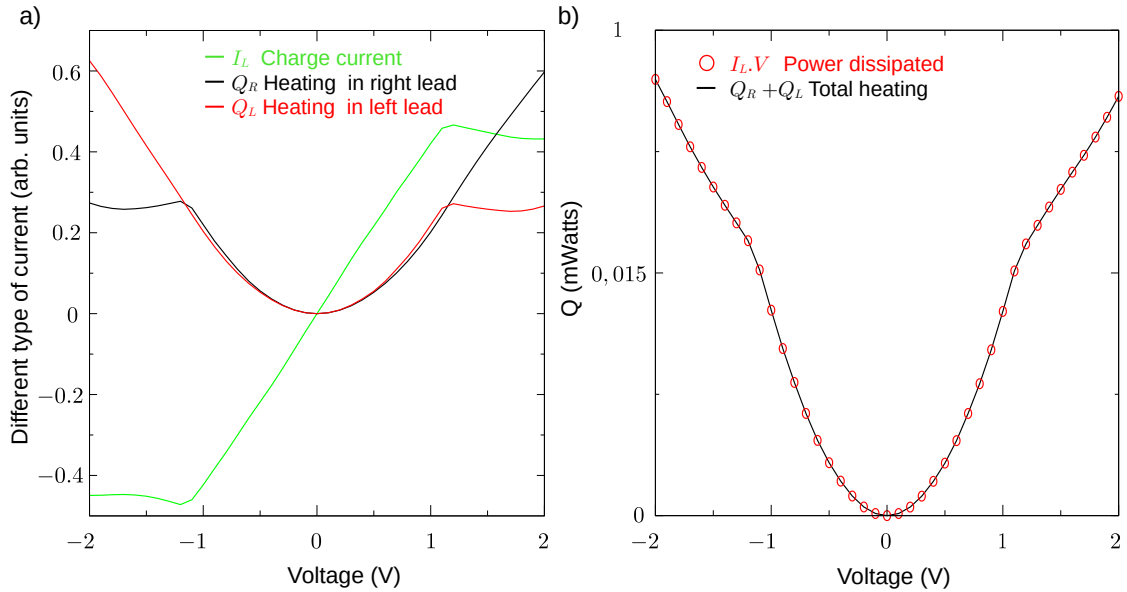 a)
Different type of current (arb. units)
0.6
0.4
0.2
0
−0.2
−0.4
I_L Charge current
Q_R Heating in right lead
Q_L Heating in left lead
−2 −1 0 1 2
Voltage (V)
b)
Q (mWatts)
1
0,015
0
I_L.V Power dissipated
Q_R+Q_L Total heating
−2 −1 0 1 2
Voltage (V)